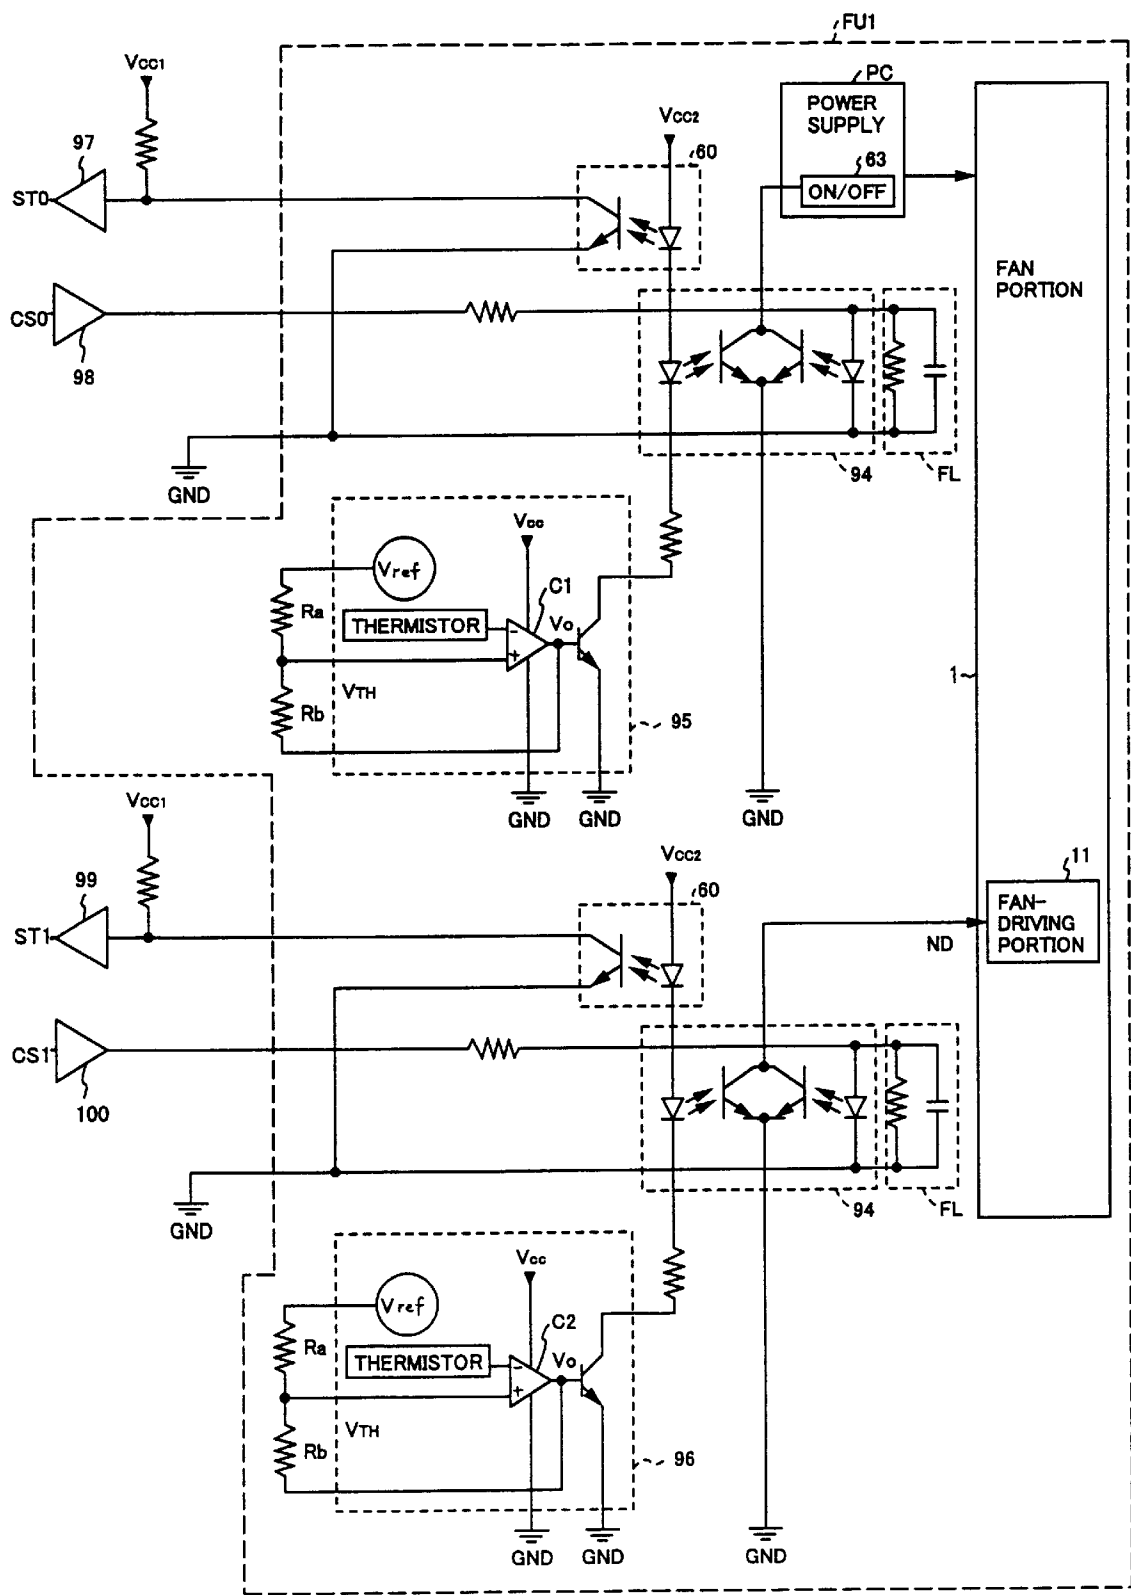 FU1
VCC1
PC
POWER
SUPPLY
97
VCC2
60
63
ST0
ON/OFF
FAN
PORTION
CS0
98
GND
94
FL
Vcc
Vref
C1
Ra
Vo
THERMISTOR
-
+
1
VTH
Rb
95
GND
GND
GND
VCC1
VCC2
11
99
60
FAN-
DRIVING
PORTION
ST1
ND
CS1
100
94
FL
GND
Vcc
Vref
C2
Ra
Vo
THERMISTOR
-
+
VTH
Rb
96
GND
GND
GND